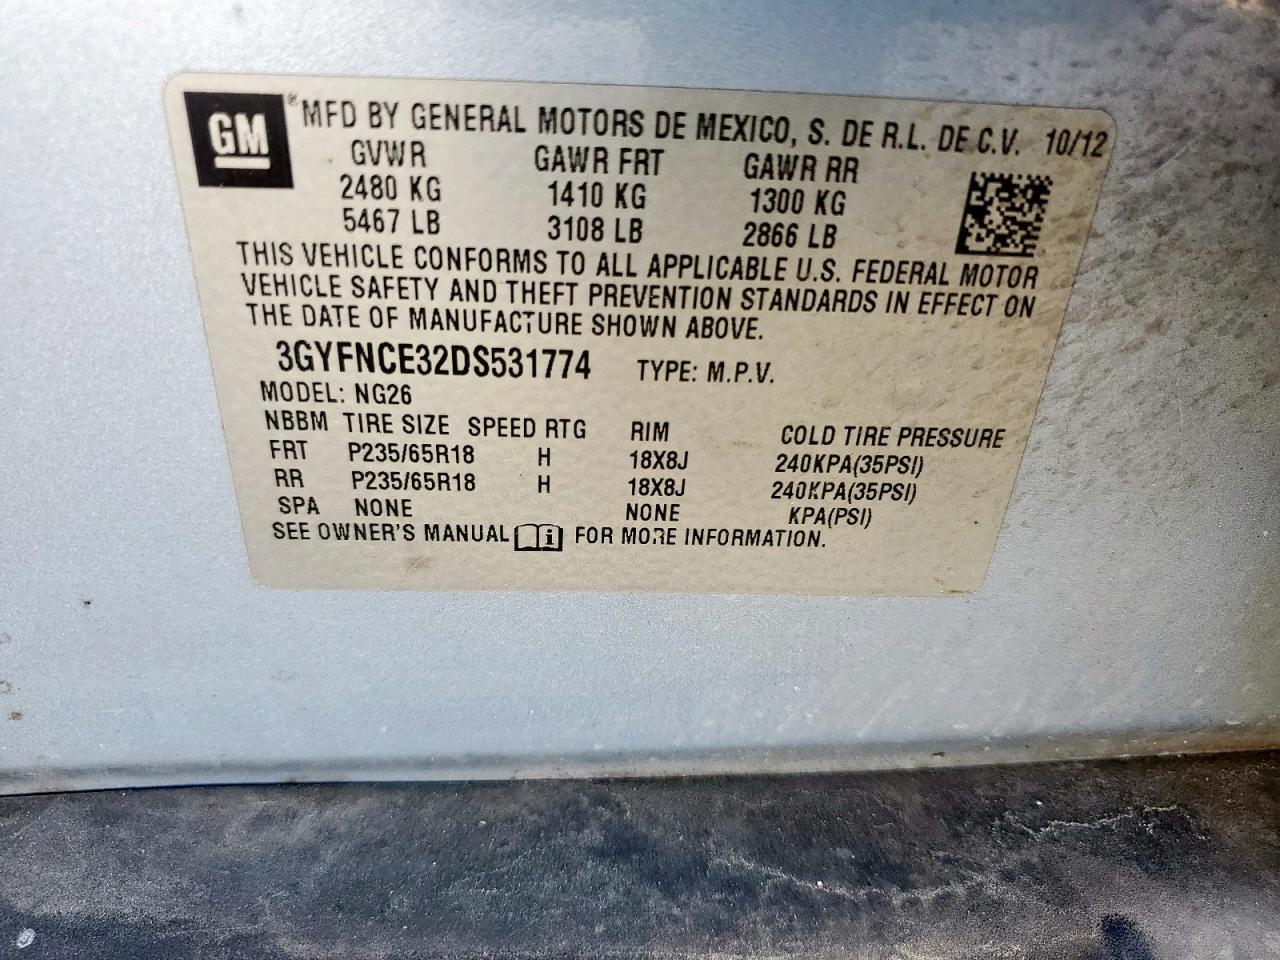 GM® MFD BY GENERAL MOTORS DE MEXICO, S. DE R.L. DE C.V. 10/12
GVWR GAWR FRT GAWR RR
2480 KG 1410 KG 1300 KG
5467 LB 3108 LB 2866 LB
THIS VEHICLE CONFORMS TO ALL APPLICABLE U.S. FEDERAL MOTOR
VEHICLE SAFETY AND THEFT PREVENTION STANDARDS IN EFFECT ON
THE DATE OF MANUFACTURE SHOWN ABOVE.
3GYFNCE32DS531774 TYPE: M.P.V.
MODEL: NG26
NBBM TIRE SIZE SPEED RTG RIM COLD TIRE PRESSURE
FRT P235/65R18 H 18X8J 240KPA(35PSI)
RR P235/65R18 H 18X8J 240KPA(35PSI)
SPA NONE NONE KPA(PSI)
SEE OWNER'S MANUAL i FOR MORE INFORMATION.